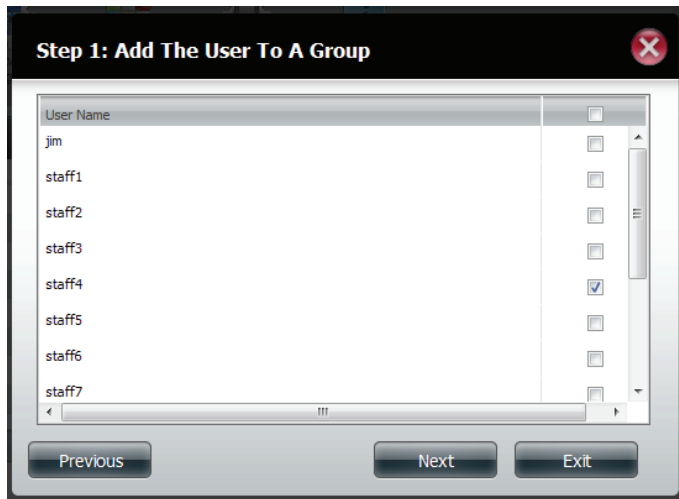 Step 1: Add The User To A Group
User Name
jim
staff1
staff2
staff3
staff4
staff5
staff6
staff7
Previous Next Exit